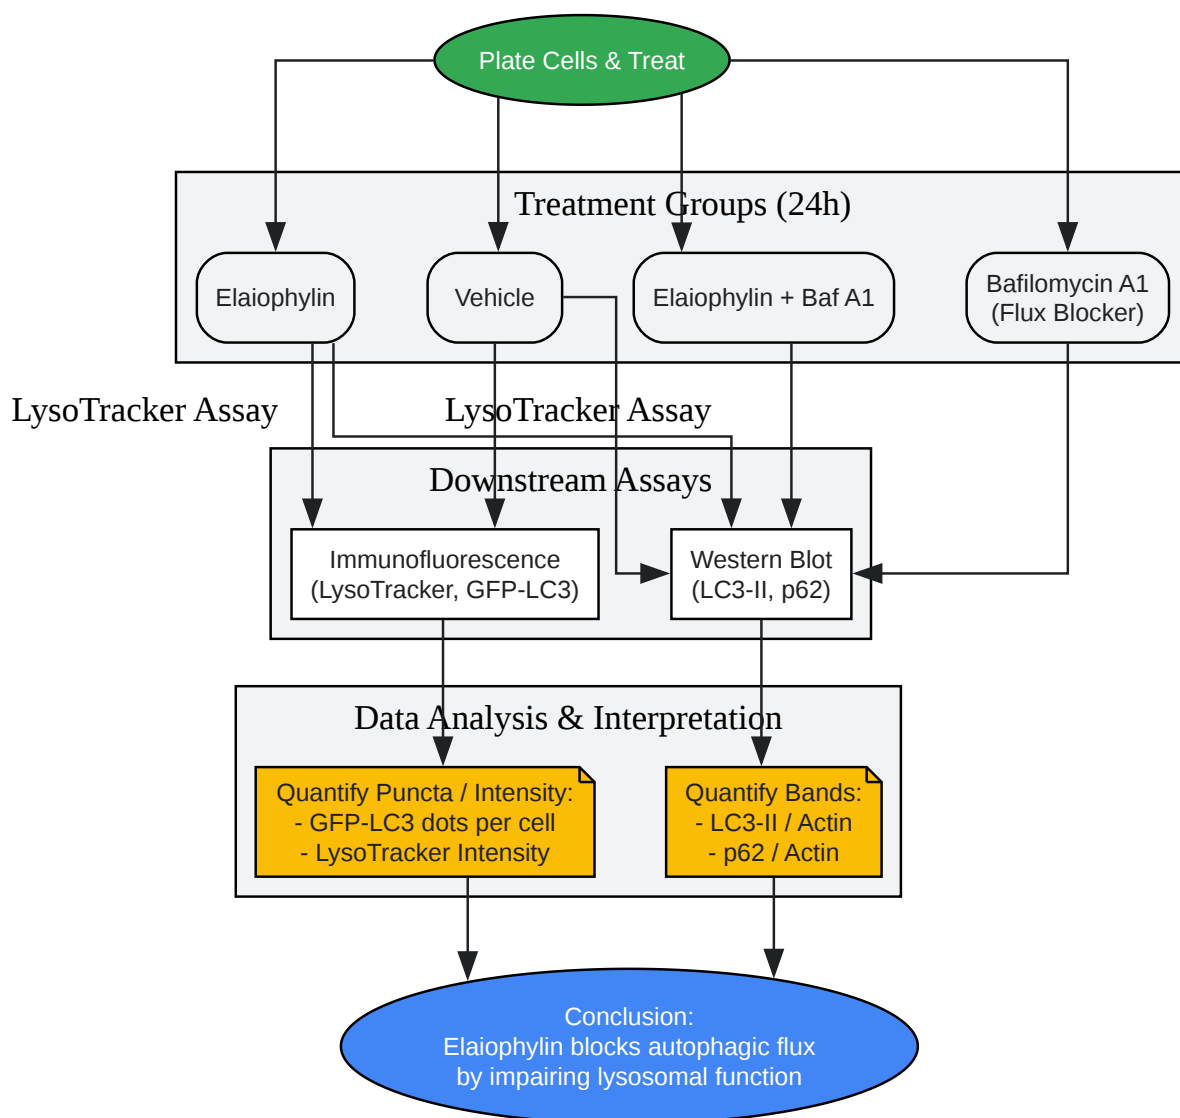 Plate Cells & Treat
Treatment Groups (24h)
Elaiophylin
Vehicle
Elaiophylin + Baf A1
Bafilomycin A1
(Flux Blocker)
LysoTracker Assay
LysoTracker Assay
Downstream Assays
Immunofluorescence
(LysoTracker, GFP-LC3)
Western Blot
(LC3-II, p62)
Data Analysis & Interpretation
Quantify Puncta / Intensity:
- GFP-LC3 dots per cell
- LysoTracker Intensity
Quantify Bands:
- LC3-II / Actin
- p62 / Actin
Conclusion:
Elaiophylin blocks autophagic flux
by impairing lysosomal function